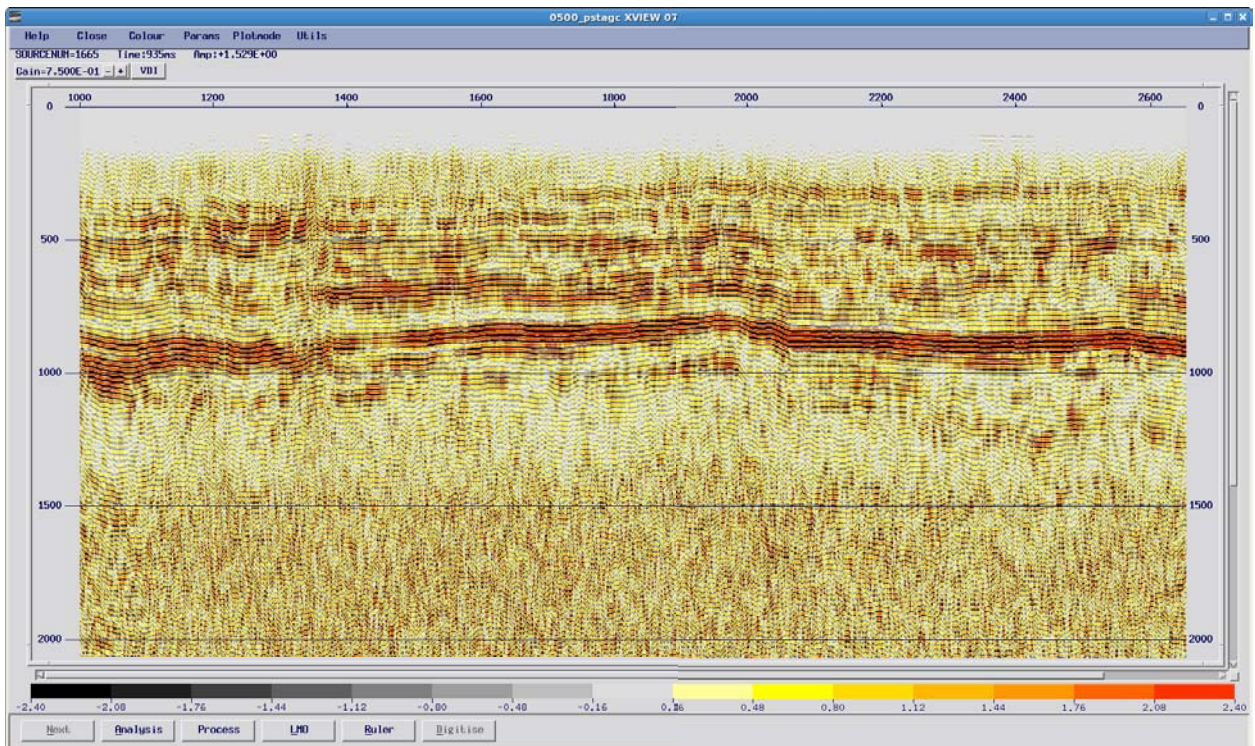 0500_pstagc XVIEW 07
Help Close Colour Params Plotmode Utils
SOURCENUM=1665 Time:935ms Amp:+1.529E+00
Gain=7.500E-01 - + VDI
1000 1200 1400 1600 1800 2000 2200 2400 2600
0 0
500 500
1000 1000
1500 1500
2000 2000
-2.40 -2.08 -1.76 -1.44 -1.12 -0.80 -0.48 -0.16 0.16 0.48 0.80 1.12 1.44 1.76 2.08 2.40
Next Analysis Process LMO Ruler Digitise